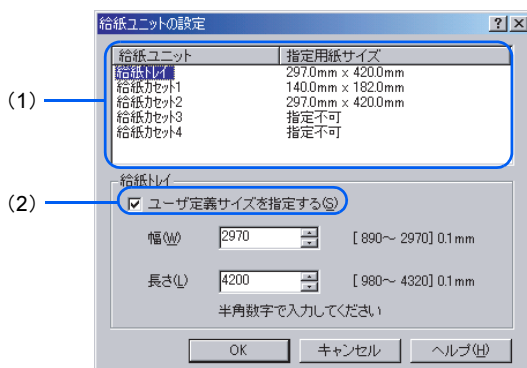 給紙ユニットの設定
給紙ユニット 指定用紙サイズ
給紙トレイ 297.0mm x 420.0mm
給紙カセット1 140.0mm x 182.0mm
(1)
給紙カセット2 297.0mm x 420.0mm
給紙カセット3 指定不可
給紙カセット4 指定不可
給紙トレイ
(2)
ユーザ定義サイズを指定する(S)
幅(W) 2970 [ 890～ 2970] 0.1mm
長さ(L) 4200 [ 980～ 4320] 0.1mm
半角数字で入力してください
OK キャンセル ヘルプ(H)